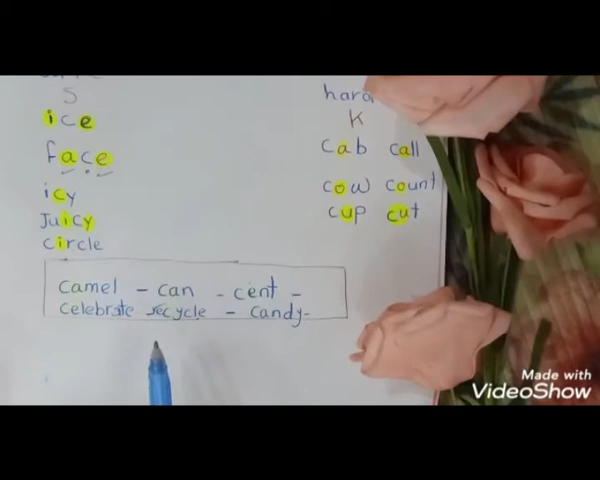 S
ice
face
icy
Juicy
circle
hard
K
cab call
cow count
cup cut
camel - can - cent -
celebrate recycle - candy-
Made with
VideoShow